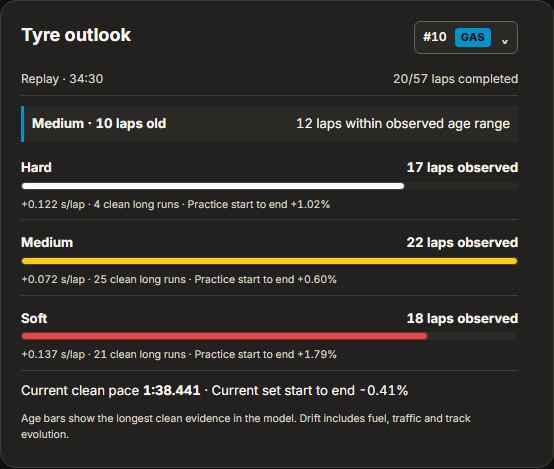 Tyre outlook
#10 GAS
Replay · 34:30
20/57 laps completed
Medium · 10 laps old
12 laps within observed age range
Hard
17 laps observed
+0.122 s/lap · 4 clean long runs · Practice start to end +1.02%
Medium
22 laps observed
+0.072 s/lap · 25 clean long runs · Practice start to end +0.60%
Soft
18 laps observed
+0.137 s/lap · 21 clean long runs · Practice start to end +1.79%
Current clean pace 1:38.441 · Current set start to end -0.41%
Age bars show the longest clean evidence in the model. Drift includes fuel, traffic and track
evolution.